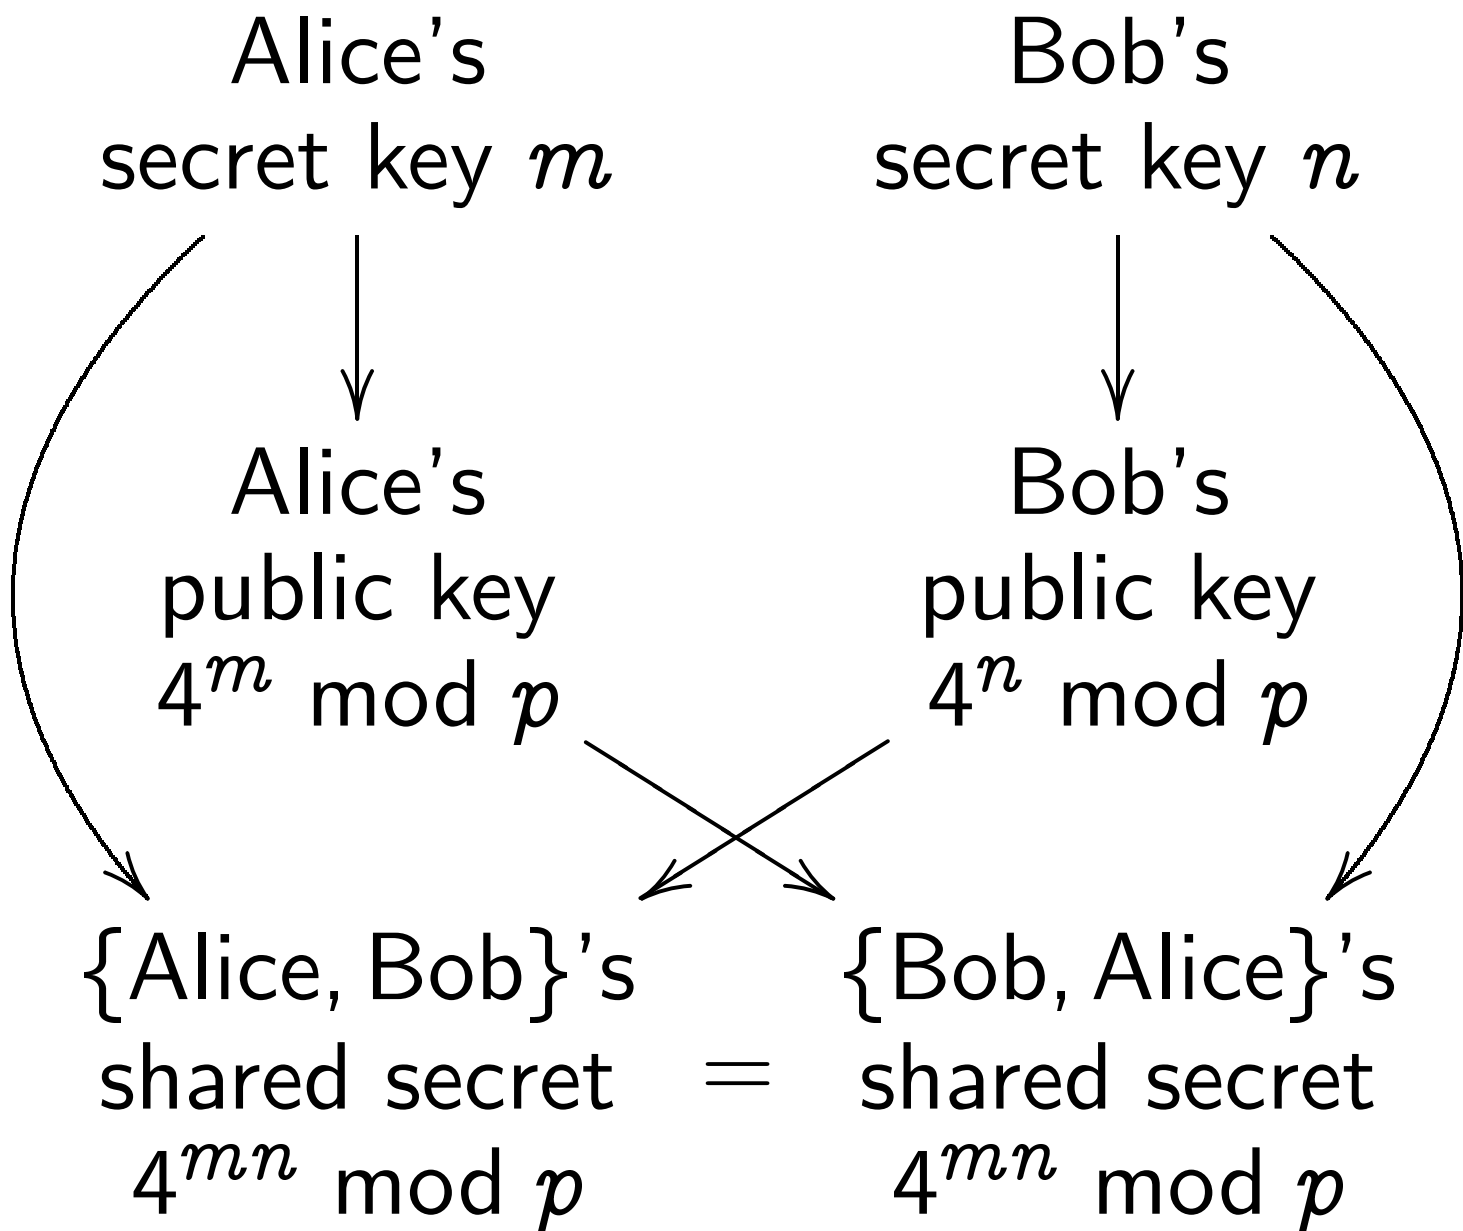 Alice's
secret key m
Bob's
secret key n
Alice's
public key
4^m mod p
Bob's
public key
4^n mod p
{Alice, Bob}'s
shared secret
4^{mn} mod p
=
{Bob, Alice}'s
shared secret
4^{mn} mod p